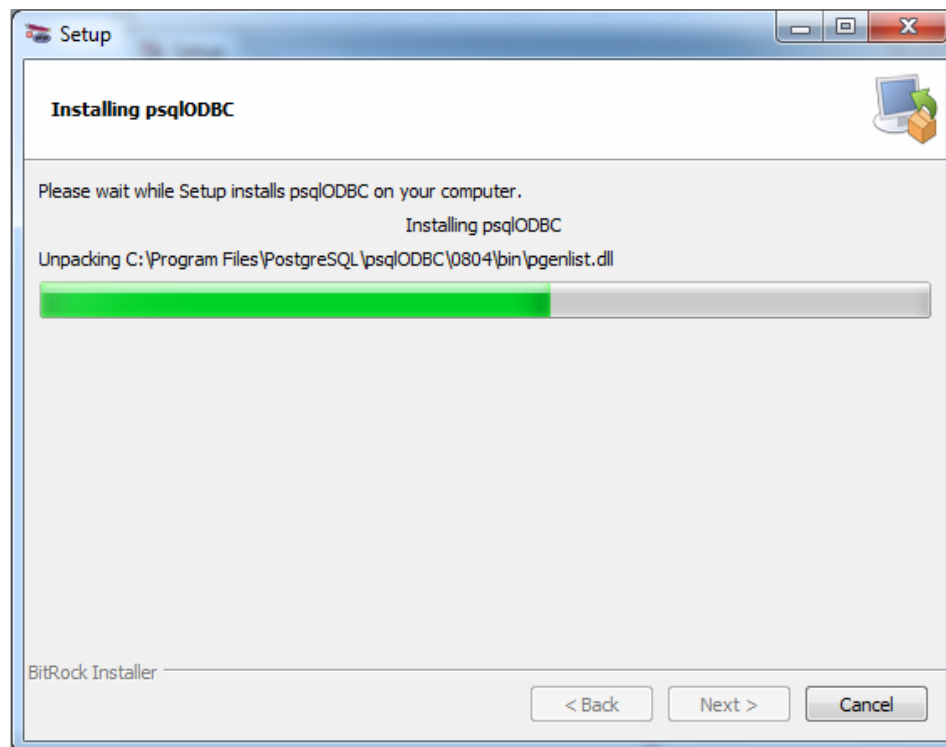 Setup
Installing psqlODBC
Please wait while Setup installs psqlODBC on your computer.
Installing psqlODBC
Unpacking C:\Program Files\PostgreSQL\psqlODBC\0804\bin\pgenlist.dll
BitRock Installer
< Back Next > Cancel